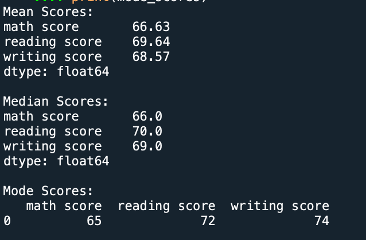 print(mode_scores)
Mean Scores:
math score       66.63
reading score    69.64
writing score    68.57
dtype: float64
Median Scores:
math score       66.0
reading score    70.0
writing score    69.0
dtype: float64
Mode Scores:
   math score  reading score  writing score
0          65             72             74